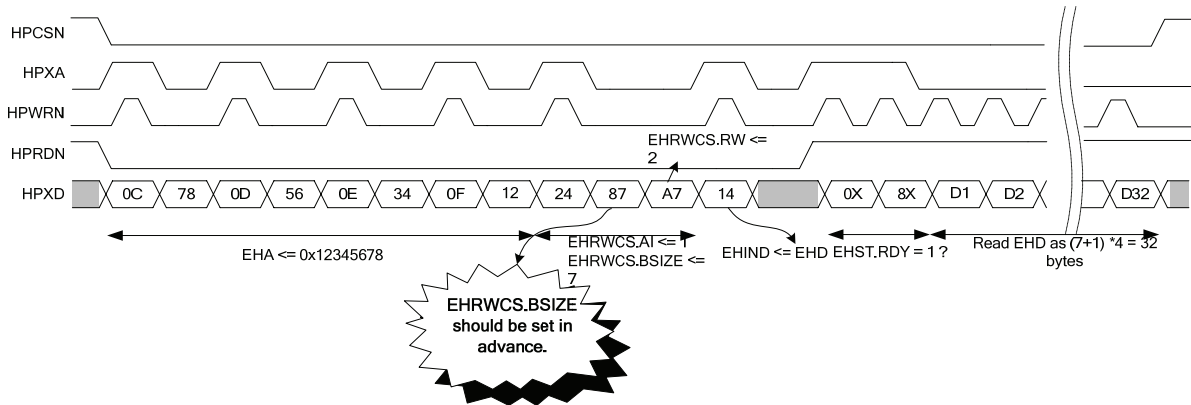 HPCSN
HPXA
HPWRN
HPRDN
EHRWCS.RW <=
2
HPXD
0C 78 0D 56 0E 34 0F 12 24 87 A7 14 0X 8X D1 D2 D32
EHA <= 0x12345678
EHRWCS.AI <= 1
EHRWCS.BSIZE <=
7
EHIND <= EHD
EHST.RDY = 1 ?
Read EHD as (7+1) *4 = 32
bytes
EHRWCS.BSIZE
should be set in
advance.